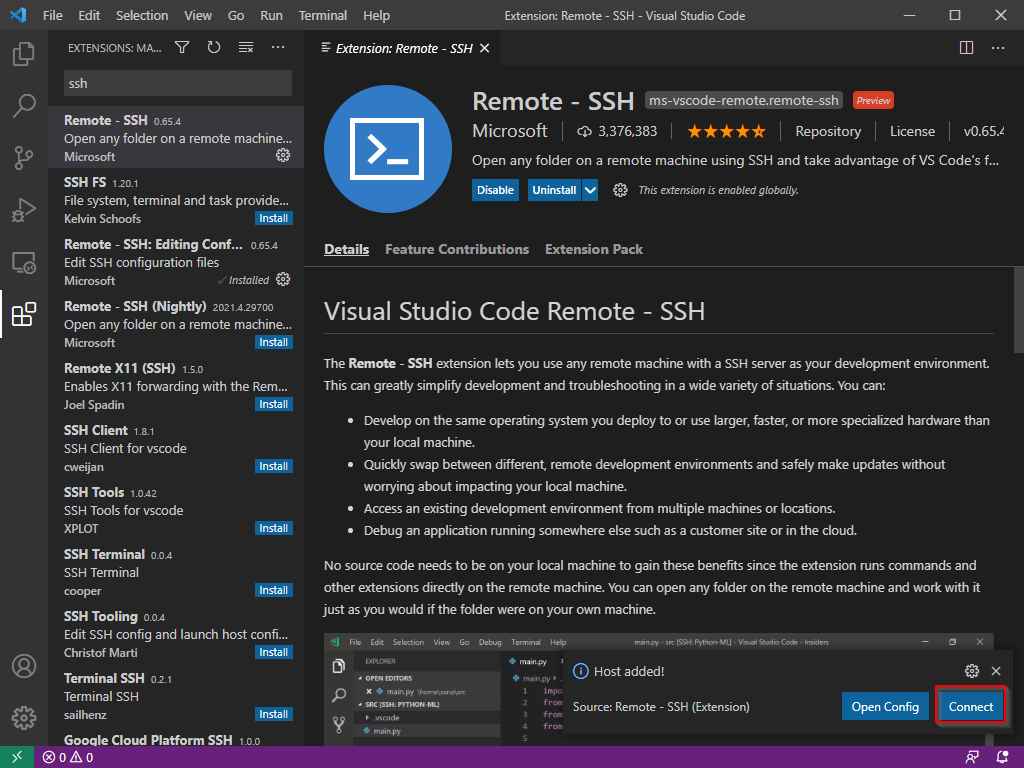 File Edit Selection View Go Run Terminal Help
Extension: Remote - SSH - Visual Studio Code
EXTENSIONS: MA...
ssh
Remote - SSH 0.65.4
Open any folder on a remote machine...
Microsoft
SSH FS 1.20.1
File system, terminal and task provide...
Kelvin Schoofs Install
Remote - SSH: Editing Conf... 0.65.4
Edit SSH configuration files
Microsoft ✓Installed
Remote - SSH (Nightly) 2021.4.29700
Open any folder on a remote machine...
Microsoft Install
Remote X11 (SSH) 1.5.0
Enables X11 forwarding with the Rem...
Joel Spadin Install
SSH Client 1.8.1
SSH Client for vscode
cweijan Install
SSH Tools 1.0.42
SSH Tools for vscode
XPLOT Install
SSH Terminal 0.0.4
SSH Terminal
cooper Install
SSH Tooling 0.0.4
Edit SSH config and launch host confi...
Christof Marti Install
Terminal SSH 0.2.1
Terminal SSH
sailhenz Install
Google Cloud Platform SSH 1.0.0
Extension: Remote - SSH
Remote - SSH ms-vscode-remote.remote-ssh Preview
Microsoft 3,376,383 Repository License v0.65.4
Open any folder on a remote machine using SSH and take advantage of VS Code's f...
Disable Uninstall This extension is enabled globally.
Details Feature Contributions Extension Pack
Visual Studio Code Remote - SSH
The Remote - SSH extension lets you use any remote machine with a SSH server as your development environment.
This can greatly simplify development and troubleshooting in a wide variety of situations. You can:
• Develop on the same operating system you deploy to or use larger, faster, or more specialized hardware than
your local machine.
• Quickly swap between different, remote development environments and safely make updates without
worrying about impacting your local machine.
• Access an existing development environment from multiple machines or locations.
• Debug an application running somewhere else such as a customer site or in the cloud.
No source code needs to be on your local machine to gain these benefits since the extension runs commands and
other extensions directly on the remote machine. You can open any folder on the remote machine and work with it
just as you would if the folder were on your own machine.
File Edit Selection View Go Debug Terminal Help main.py - src [SSH: Python-ML] - Visual Studio Code - Insiders
EXPLORER
OPEN EDITORS
main.py \home\sana\src
SRC [SSH: PYTHON-ML]
.vscode
main.py
main.py
main.py
1 impo
2 from
3 from
4 from
5
Host added!
Source: Remote - SSH (Extension) Open Config Connect
0 0